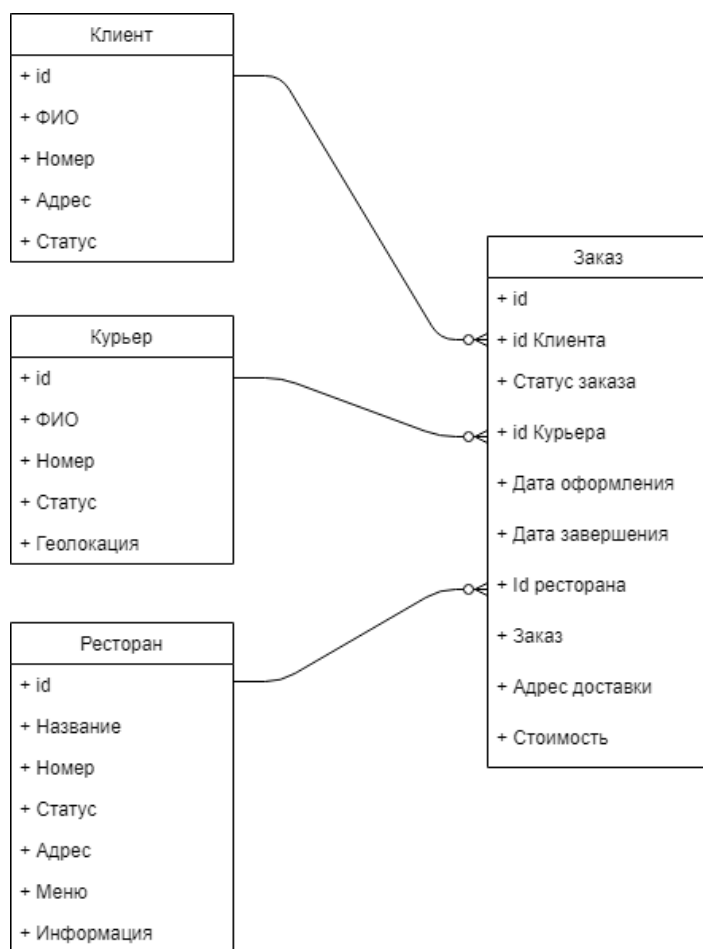 Клиент
+ id
+ ФИО
+ Номер
+ Адрес
+ Статус
Курьер
+ id
+ ФИО
+ Номер
+ Статус
+ Геолокация
Ресторан
+ id
+ Название
+ Номер
+ Статус
+ Адрес
+ Меню
+ Информация
Заказ
+ id
+ id Клиента
+ Статус заказа
+ id Курьера
+ Дата оформления
+ Дата завершения
+ Id ресторана
+ Заказ
+ Адрес доставки
+ Стоимость